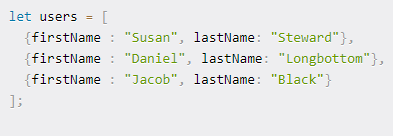 let users = [
  {firstName : "Susan", lastName: "Steward"},
  {firstName : "Daniel", lastName: "Longbottom"},
  {firstName : "Jacob", lastName: "Black"}
];